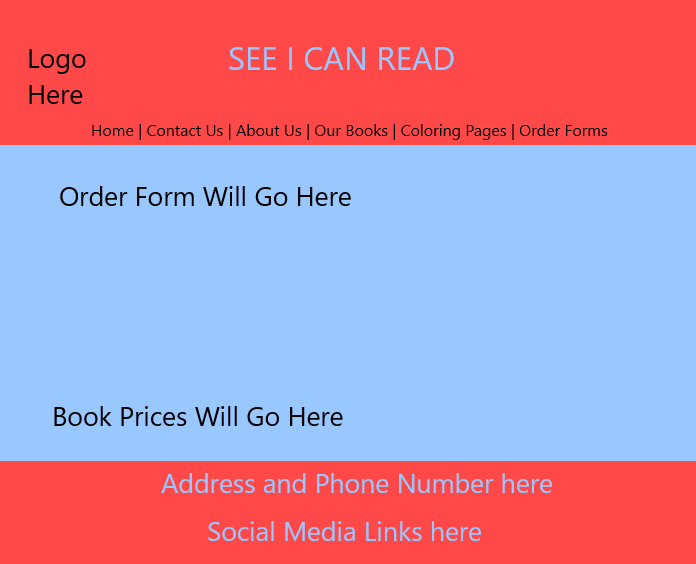 Logo
Here
SEE I CAN READ
Home | Contact Us | About Us | Our Books | Coloring Pages | Order Forms
Order Form Will Go Here
Book Prices Will Go Here
Address and Phone Number here
Social Media Links here